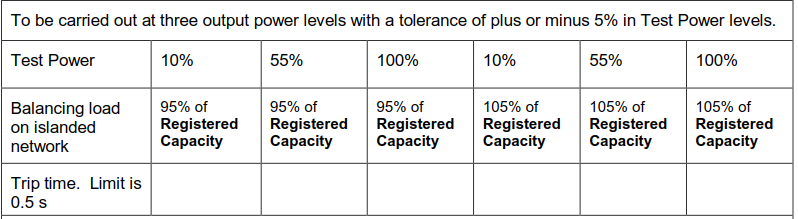 To be carried out at three output power levels with a tolerance of plus or minus 5% in Test Power levels.
Test Power 10% 55% 100% 10% 55% 100%
Balancing load on islanded network 95% of Registered Capacity 95% of Registered Capacity 95% of Registered Capacity 105% of Registered Capacity 105% of Registered Capacity 105% of Registered Capacity
Trip time. Limit is 0.5 s